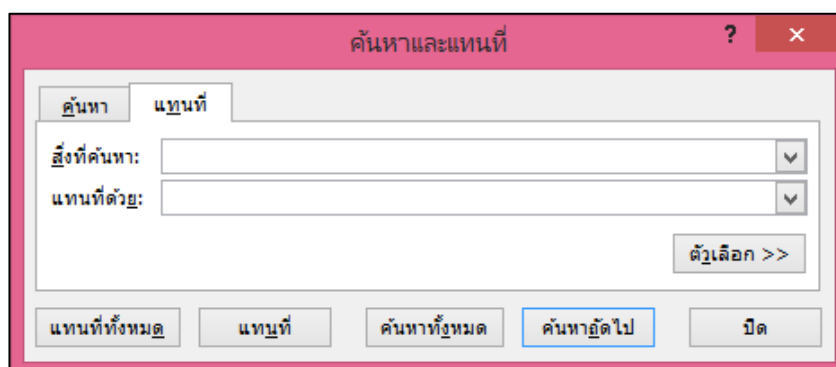 ค้นหาและแทนที่ ? ×
ค้นหา แทนที่
สิ่งที่ค้นหา:
แทนที่ด้วย:
ตัวเลือก >>
แทนที่ทั้งหมด แทนที่ ค้นหาทั้งหมด ค้นหาถัดไป ปิด